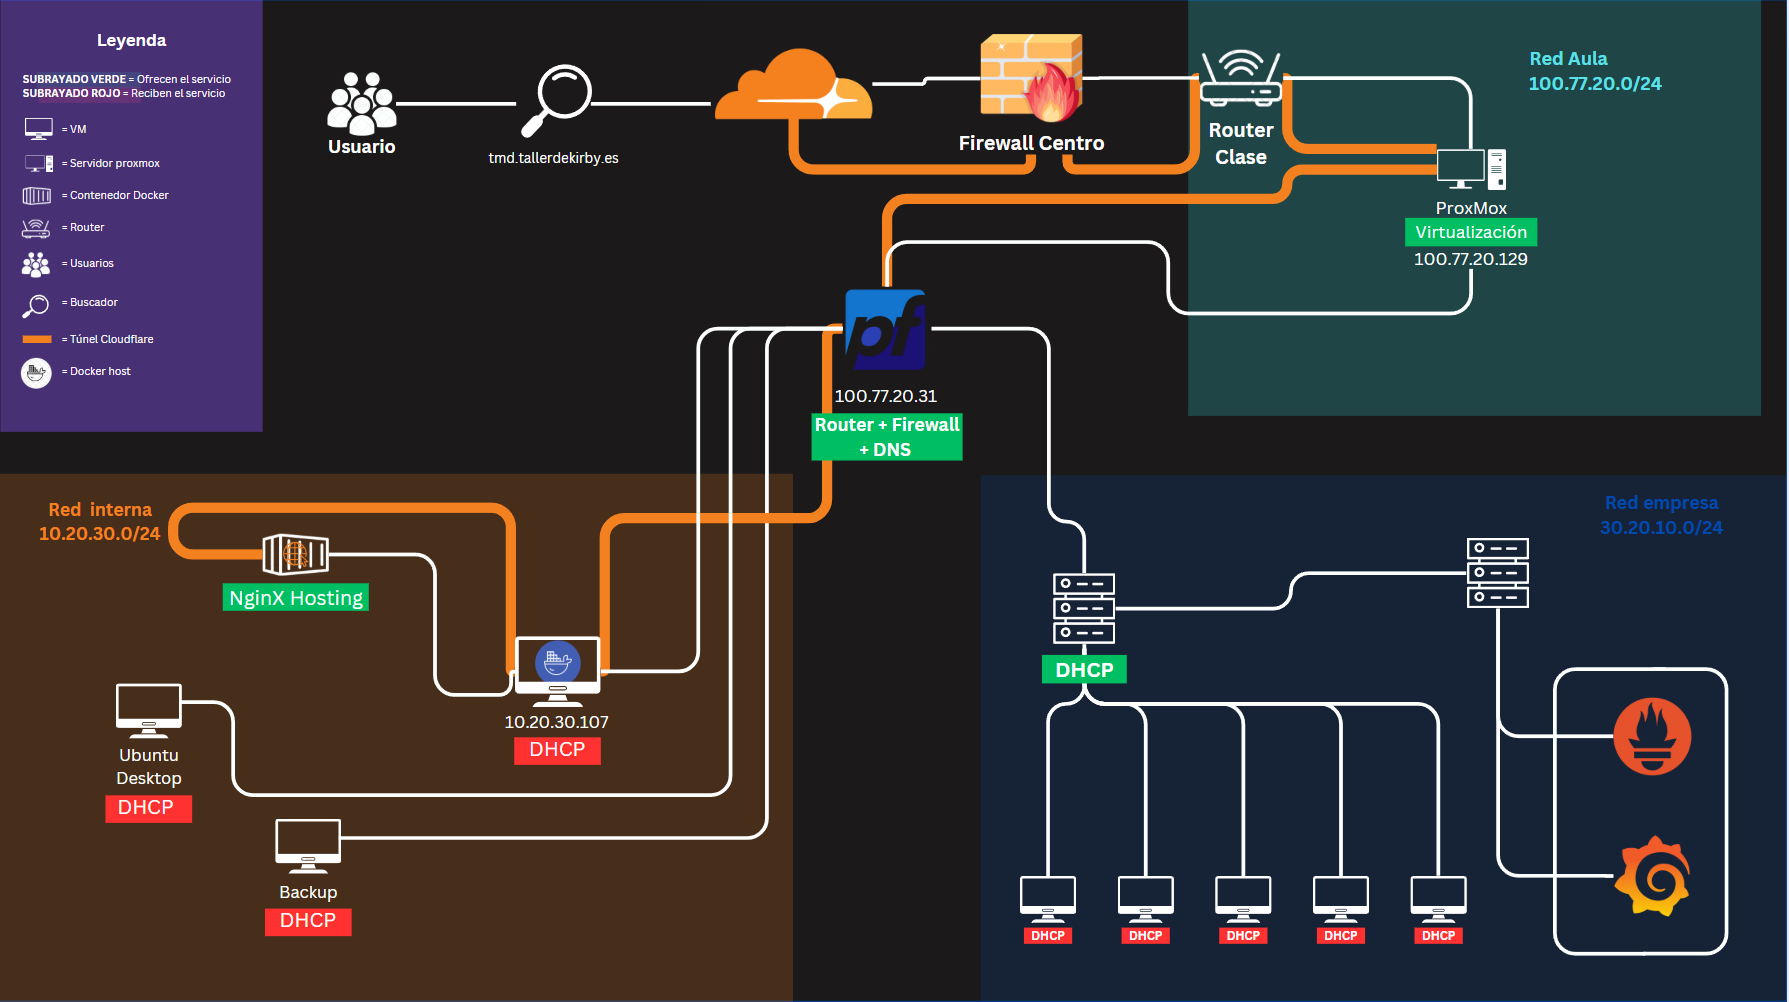 Leyenda
SUBRAYADO VERDE = Ofrecen el servicio
SUBRAYADO ROJO = Reciben el servicio
= VM
= Servidor proxmox
= Contenedor Docker
= Router
= Usuarios
= Buscador
= Túnel Cloudflare
= Docker host
Usuario
tmd.tallerdekirby.es
Firewall Centro
Router
Clase
Red Aula
100.77.20.0/24
ProxMox
Virtualización
100.77.20.129
pf
100.77.20.31
Router + Firewall
+ DNS
Red interna
10.20.30.0/24
NginX Hosting
10.20.30.107
DHCP
Ubuntu
Desktop
DHCP
Backup
DHCP
Red empresa
30.20.10.0/24
DHCP
DHCP
DHCP
DHCP
DHCP
DHCP